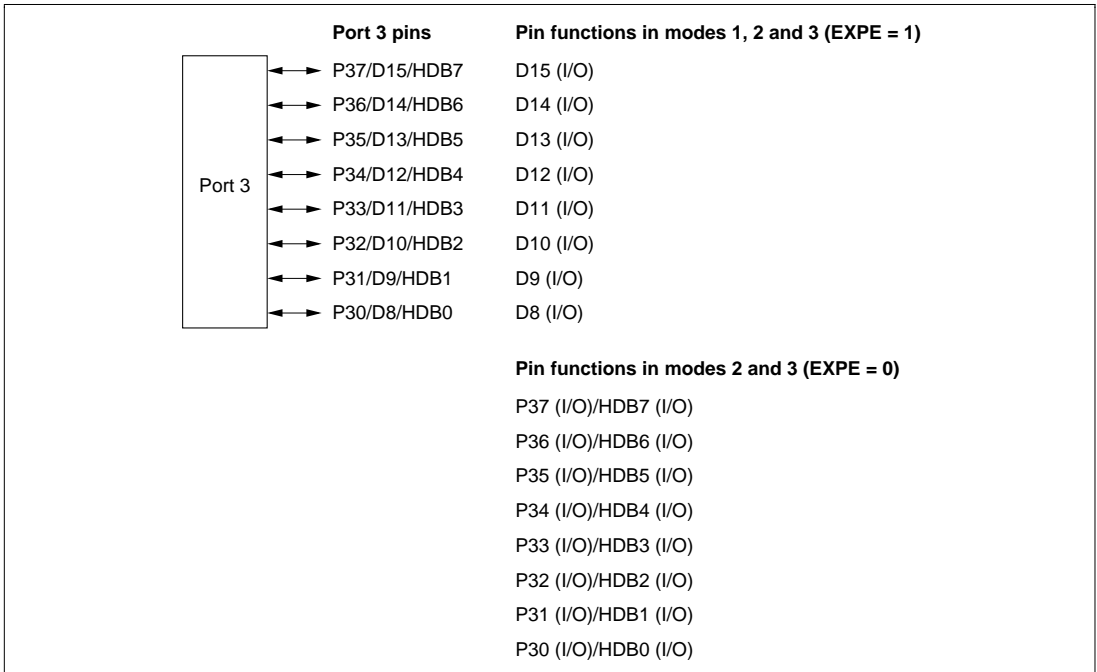 Port 3 pins Pin functions in modes 1, 2 and 3 (EXPE = 1)
P37/D15/HDB7 D15 (I/O)
P36/D14/HDB6 D14 (I/O)
P35/D13/HDB5 D13 (I/O)
P34/D12/HDB4 D12 (I/O)
Port 3
P33/D11/HDB3 D11 (I/O)
P32/D10/HDB2 D10 (I/O)
P31/D9/HDB1 D9 (I/O)
P30/D8/HDB0 D8 (I/O)
Pin functions in modes 2 and 3 (EXPE = 0)
P37 (I/O)/HDB7 (I/O)
P36 (I/O)/HDB6 (I/O)
P35 (I/O)/HDB5 (I/O)
P34 (I/O)/HDB4 (I/O)
P33 (I/O)/HDB3 (I/O)
P32 (I/O)/HDB2 (I/O)
P31 (I/O)/HDB1 (I/O)
P30 (I/O)/HDB0 (I/O)